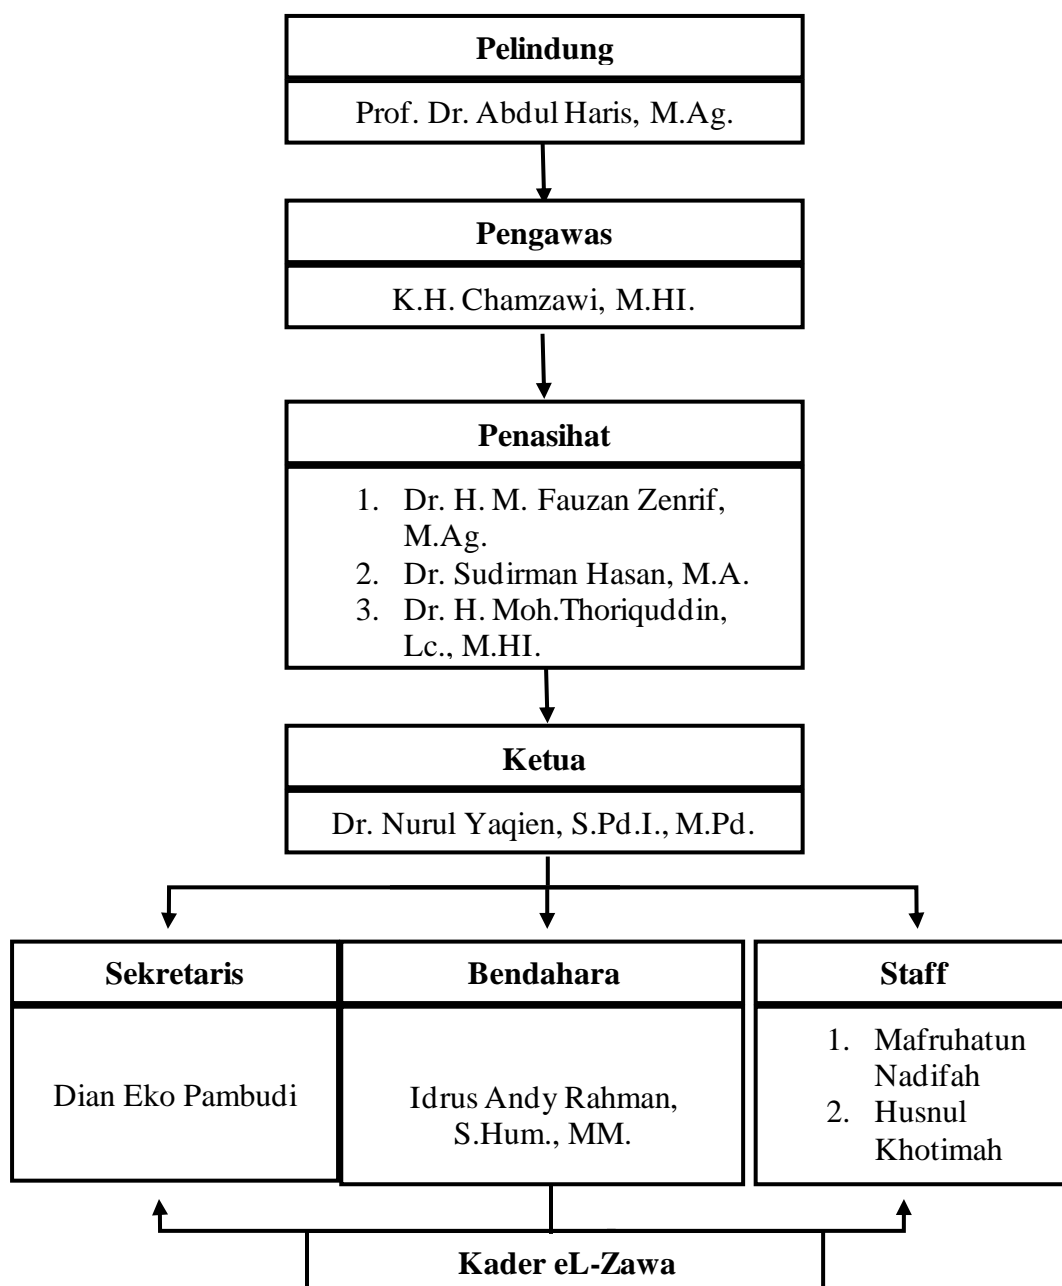 Pelindung
Prof. Dr. Abdul Haris, M.Ag.
Pengawas
K.H. Chamzawi, M.HI.
Penasihat
1. Dr. H. M. Fauzan Zenrif,
M.Ag.
2. Dr. Sudirman Hasan, M.A.
3. Dr. H. Moh.Thoriquddin,
Lc., M.HI.
Ketua
Dr. Nurul Yaqien, S.Pd.I., M.Pd.
Sekretaris
Dian Eko Pambudi
Bendahara
Idrus Andy Rahman,
S.Hum., MM.
Staff
1. Mafruhatun
Nadifah
2. Husnul
Khotimah
Kader eL-Zawa